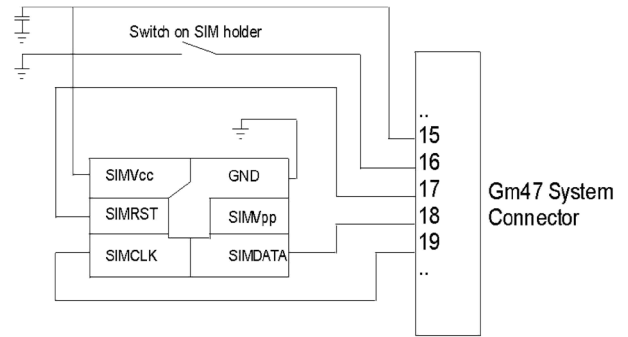 Switch on SIM holder
..
15
16
17
18
19
..
Gm47 System
Connector
SIMVcc
GND
SIMRST
SIMVpp
SIMCLK
SIMDATA